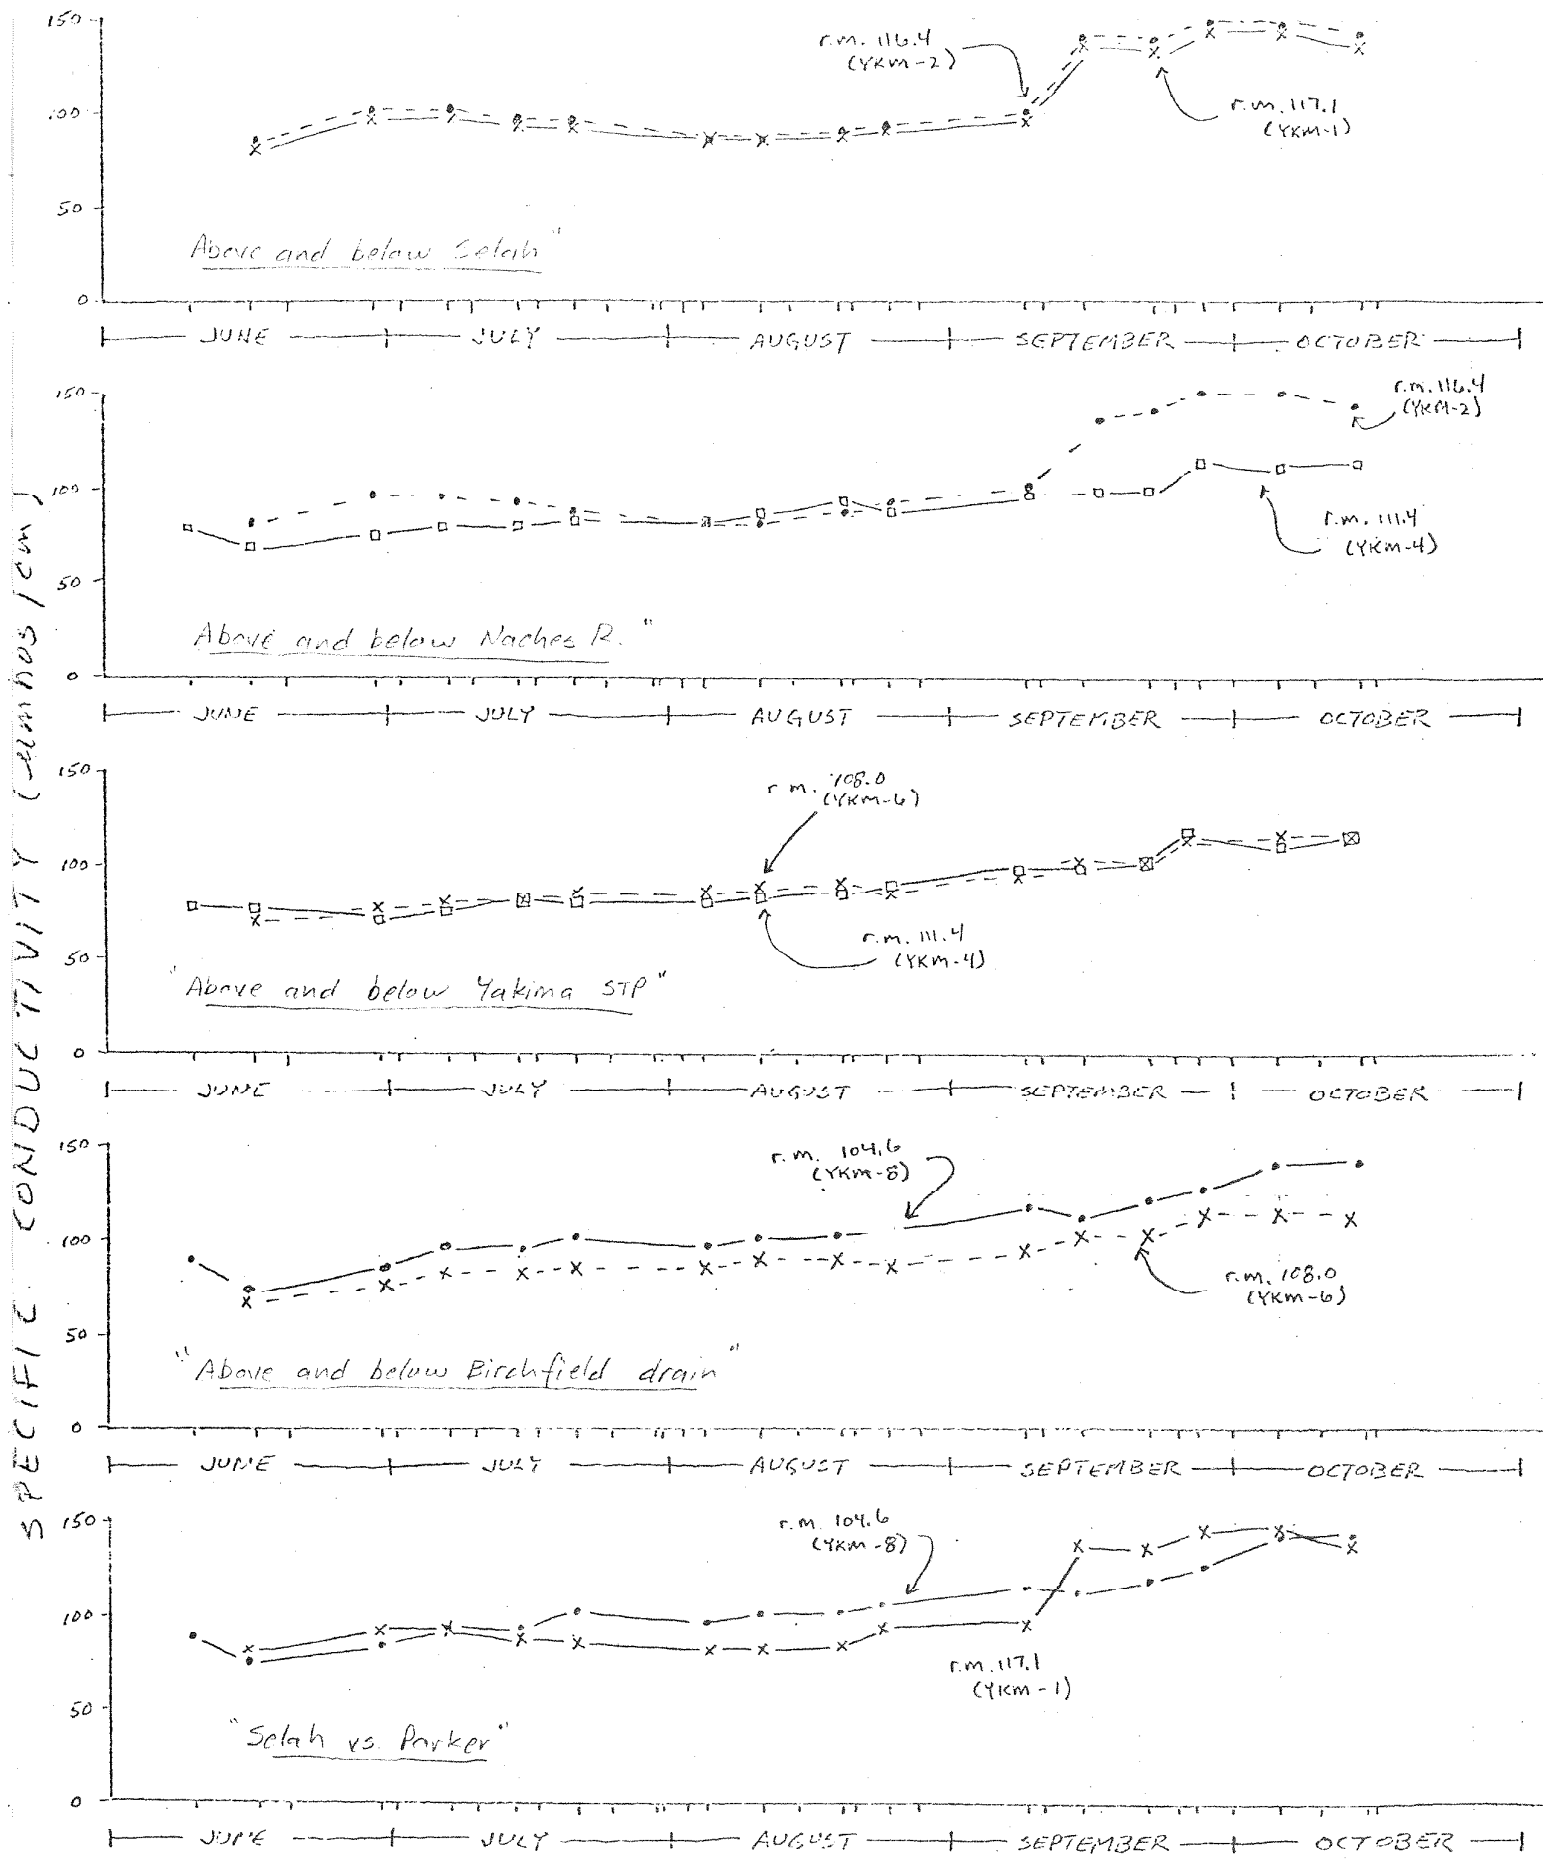 SPECIFIC CONDUCTIVITY (umhos/cm)
150
r.m. 116.4
(YKM-2)
r.m. 117.1
(YKM-1)
100
50
Above and below Selah"
0
JUNE JULY AUGUST SEPTEMBER OCTOBER
150
r.m. 116.4
(YKM-2)
100
r.m. 111.4
(YKM-4)
50
Above and below Naches R."
0
JUNE JULY AUGUST SEPTEMBER OCTOBER
150
r.m. 108.0
(YKM-6)
100
r.m. 111.4
(YKM-4)
50
"Above and below Yakima STP"
0
JUNE JULY AUGUST SEPTEMBER OCTOBER
150
r.m. 104.6
(YKM-8)
100
r.m. 108.0
(YKM-6)
50
"Above and below Birchfield drain"
0
JUNE JULY AUGUST SEPTEMBER OCTOBER
150
r.m. 104.6
(YKM-8)
100
r.m. 117.1
(YKM-1)
50
"Selah vs. Parker"
0
JUNE JULY AUGUST SEPTEMBER OCTOBER